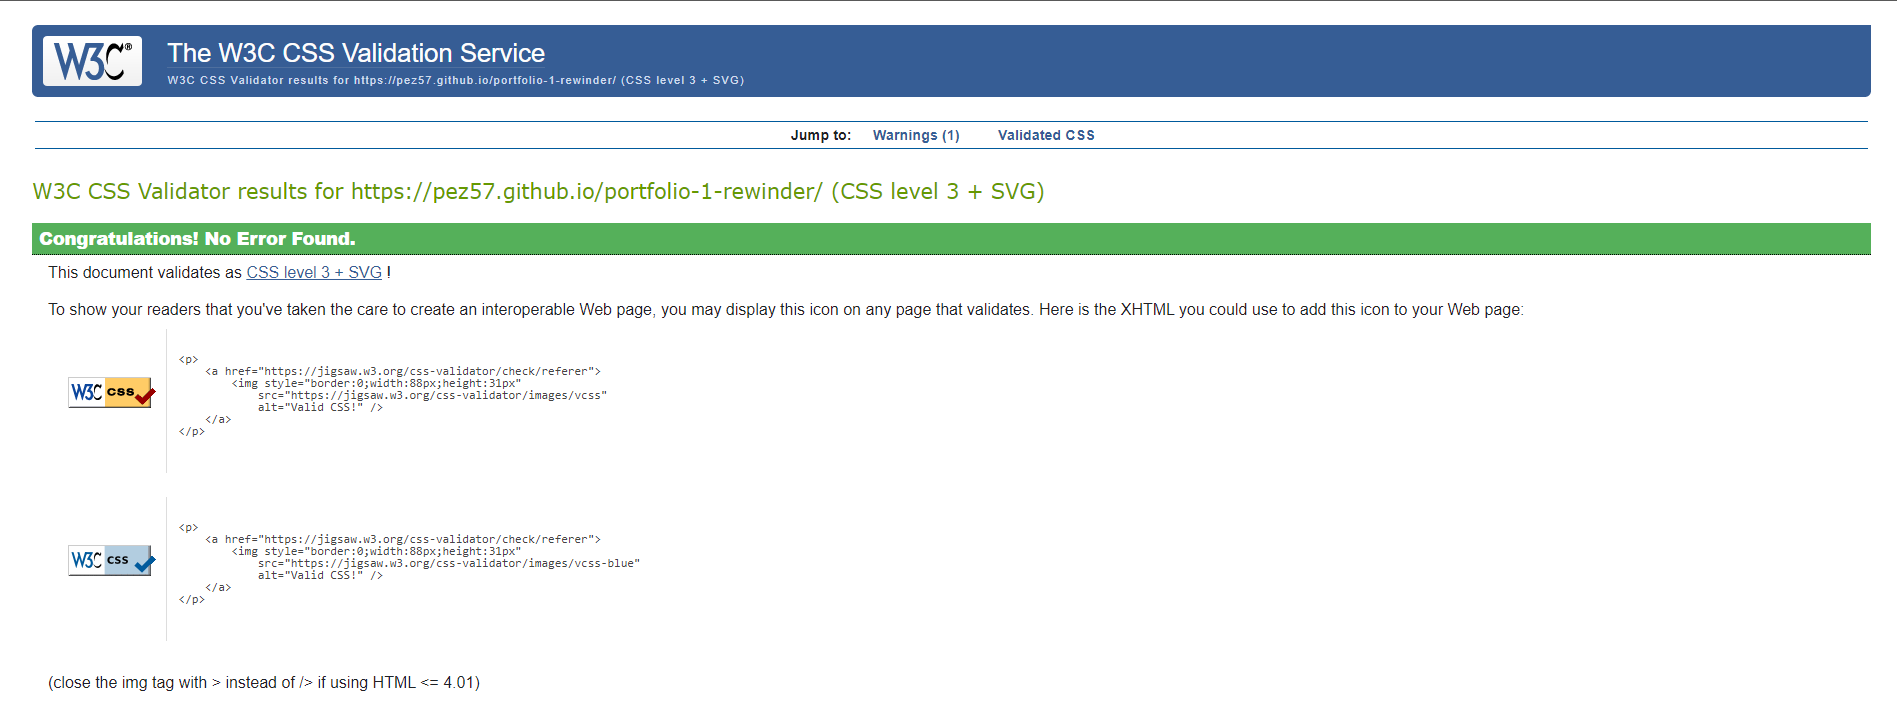 W3C® The W3C CSS Validation Service
W3C CSS Validator results for https://pez57.github.io/portfolio-1-rewinder/ (CSS level 3 + SVG)
Jump to: Warnings (1) Validated CSS
W3C CSS Validator results for https://pez57.github.io/portfolio-1-rewinder/ (CSS level 3 + SVG)
Congratulations! No Error Found.
This document validates as CSS level 3 + SVG !
To show your readers that you've taken the care to create an interoperable Web page, you may display this icon on any page that validates. Here is the XHTML you could use to add this icon to your Web page:
W3C css
<p>
<a href="https://jigsaw.w3.org/css-validator/check/referer">
<img style="border:0;width:88px;height:31px"
src="https://jigsaw.w3.org/css-validator/images/vcss"
alt="Valid CSS!" />
</a>
</p>
W3C css
<p>
<a href="https://jigsaw.w3.org/css-validator/check/referer">
<img style="border:0;width:88px;height:31px"
src="https://jigsaw.w3.org/css-validator/images/vcss-blue"
alt="Valid CSS!" />
</a>
</p>
(close the img tag with > instead of /> if using HTML <= 4.01)